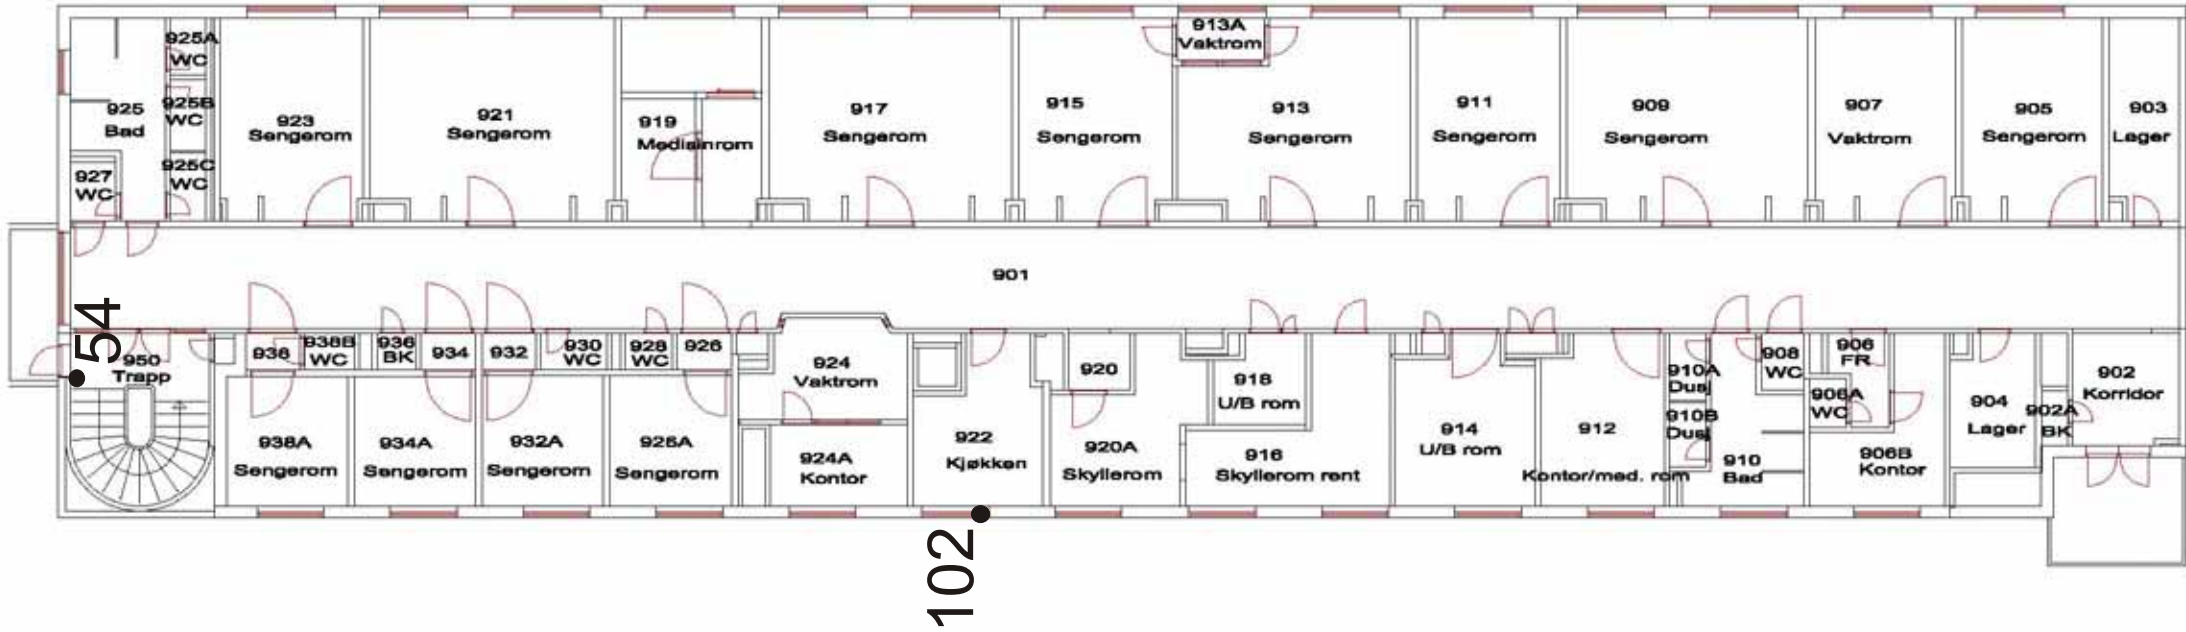 925A
WC
925B
WC
925
Bad
925C
WC
927
WC
923
Sengerom
921
Sengerom
919
Medisinrom
917
Sengerom
915
Sengerom
913A
Vaktrom
913
Sengerom
911
Sengerom
909
Sengerom
907
Vaktrom
905
Sengerom
903
Lager
901
54
950
Trapp
938
938B
WC
936
BK
934
932
930
WC
928
WC
926
938A
Sengerom
934A
Sengerom
932A
Sengerom
926A
Sengerom
924
Vaktrom
924A
Kontor
922
Kjøkken
920
920A
Skyllerom
918
U/B rom
916
Skyllerom rent
914
U/B rom
912
Kontor/med. rom
910A
Dusj
910B
Dusj
910
Bad
908
WC
906
FR
906A
WC
906B
Kontor
904
Lager
902A
BK
902
Korridor
102